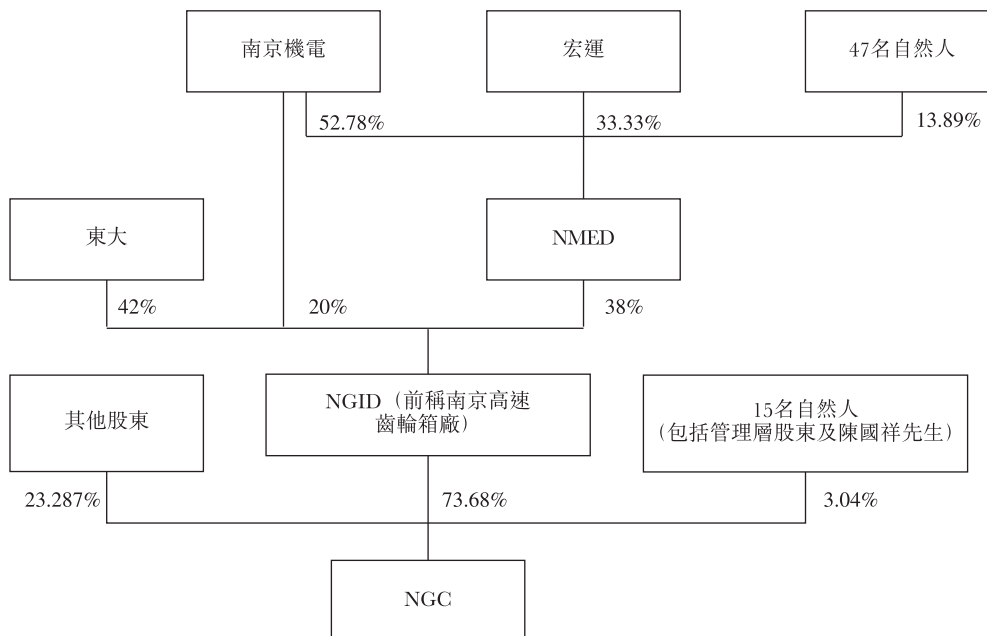 南京機電
宏運
47名自然人
52.78%
33.33%
13.89%
東大
NMED
42%
20%
38%
其他股東
NGID（前稱南京高速
齒輪箱廠）
15名自然人
（包括管理層股東及陳國祥先生）
23.287%
73.68%
3.04%
NGC